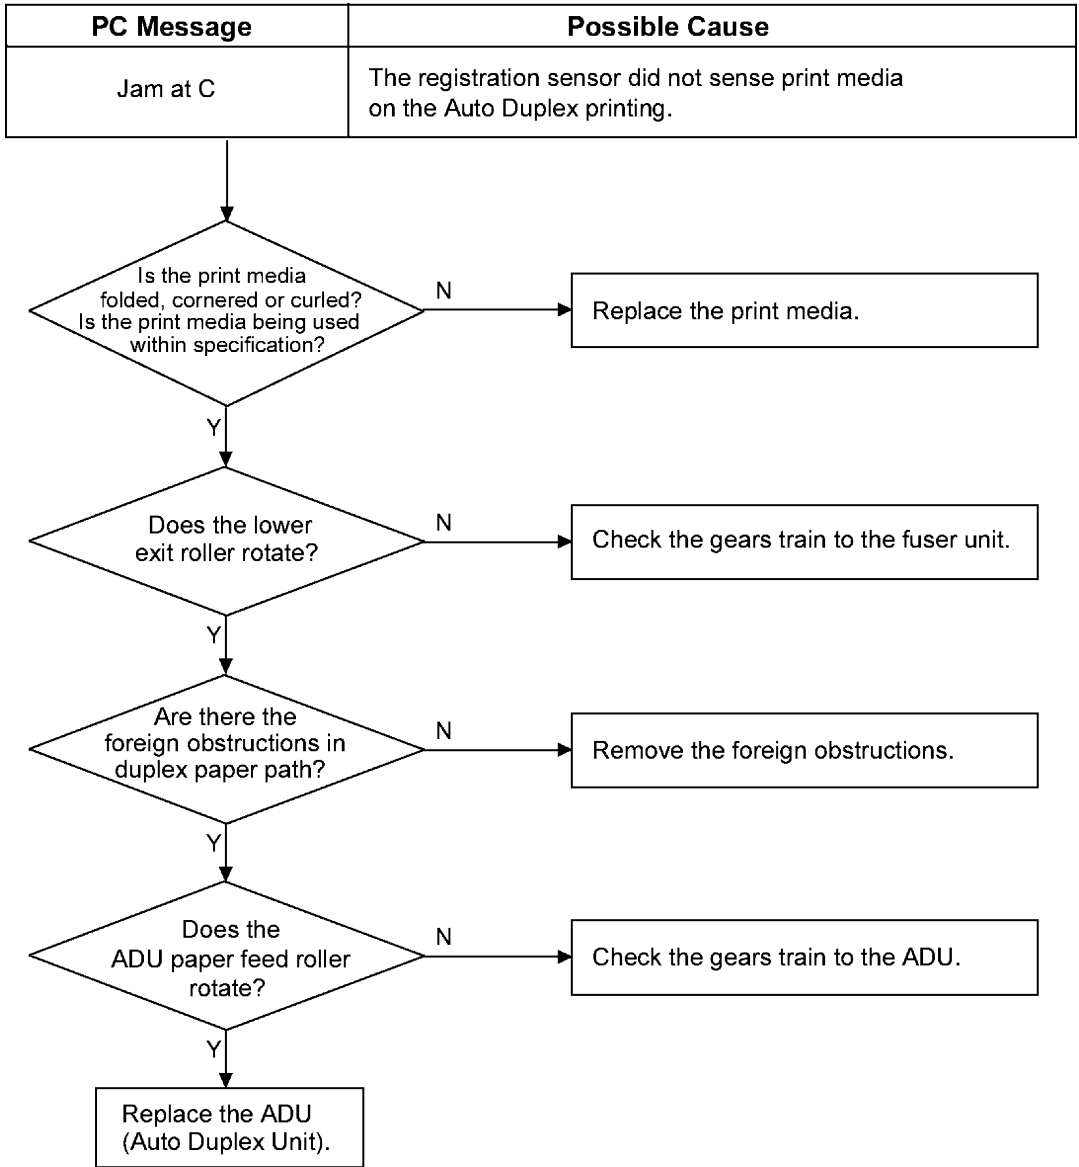 PC Message
Possible Cause
Jam at C
The registration sensor did not sense print media
on the Auto Duplex printing.
Is the print media
folded, cornered or curled?
Is the print media being used
within specification?
N
Replace the print media.
Y
Does the lower
exit roller rotate?
N
Check the gears train to the fuser unit.
Y
Are there the
foreign obstructions in
duplex paper path?
N
Remove the foreign obstructions.
Y
Does the
ADU paper feed roller
rotate?
N
Check the gears train to the ADU.
Y
Replace the ADU
(Auto Duplex Unit).